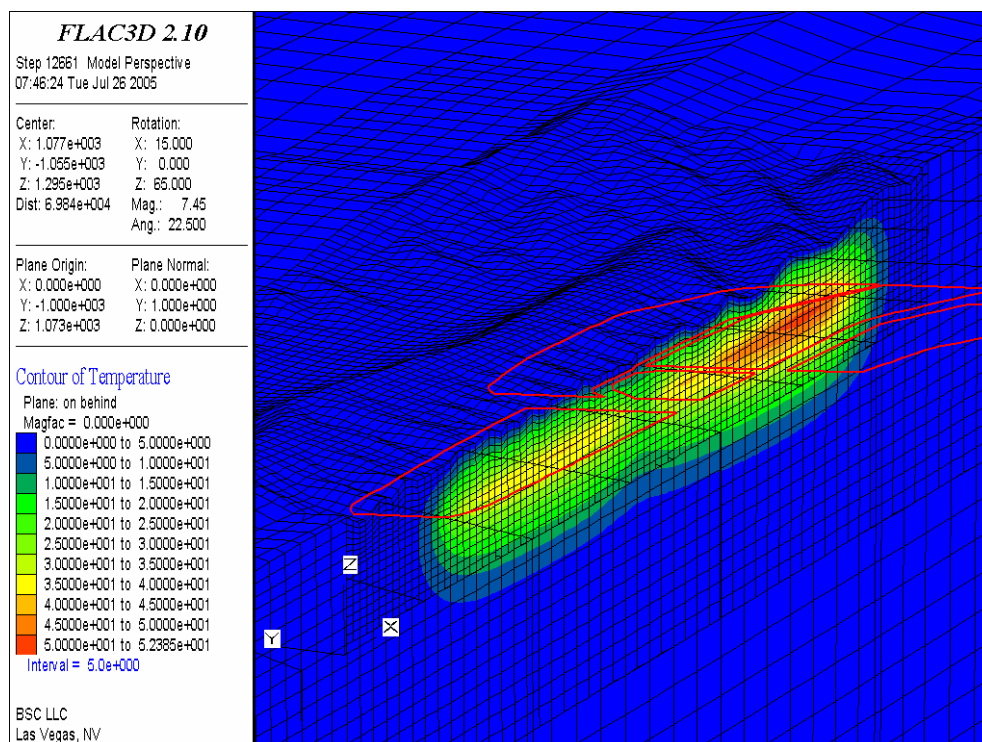 FLAC3D 2.10
Step 12661 Model Perspective
07:46:24 Tue Jul 26 2005
Center: Rotation:
X: 1.077e+003 X: 15.000
Y: -1.055e+003 Y: 0.000
Z: 1.295e+003 Z: 65.000
Dist: 6.984e+004 Mag.: 7.45
Ang.: 22.500
Plane Origin: Plane Normal:
X: 0.000e+000 X: 0.000e+000
Y: -1.000e+003 Y: 1.000e+000
Z: 1.073e+003 Z: 0.000e+000
Contour of Temperature
Plane: on behind
Magfac = 0.000e+000
0.0000e+000 to 5.0000e+000
5.0000e+000 to 1.0000e+001
1.0000e+001 to 1.5000e+001
1.5000e+001 to 2.0000e+001
2.0000e+001 to 2.5000e+001
2.5000e+001 to 3.0000e+001
3.0000e+001 to 3.5000e+001
3.5000e+001 to 4.0000e+001
4.0000e+001 to 4.5000e+001
4.5000e+001 to 5.0000e+001
5.0000e+001 to 5.2385e+001
Interval = 5.0e+000
BSC LLC
Las Vegas, NV
Z
X
Y